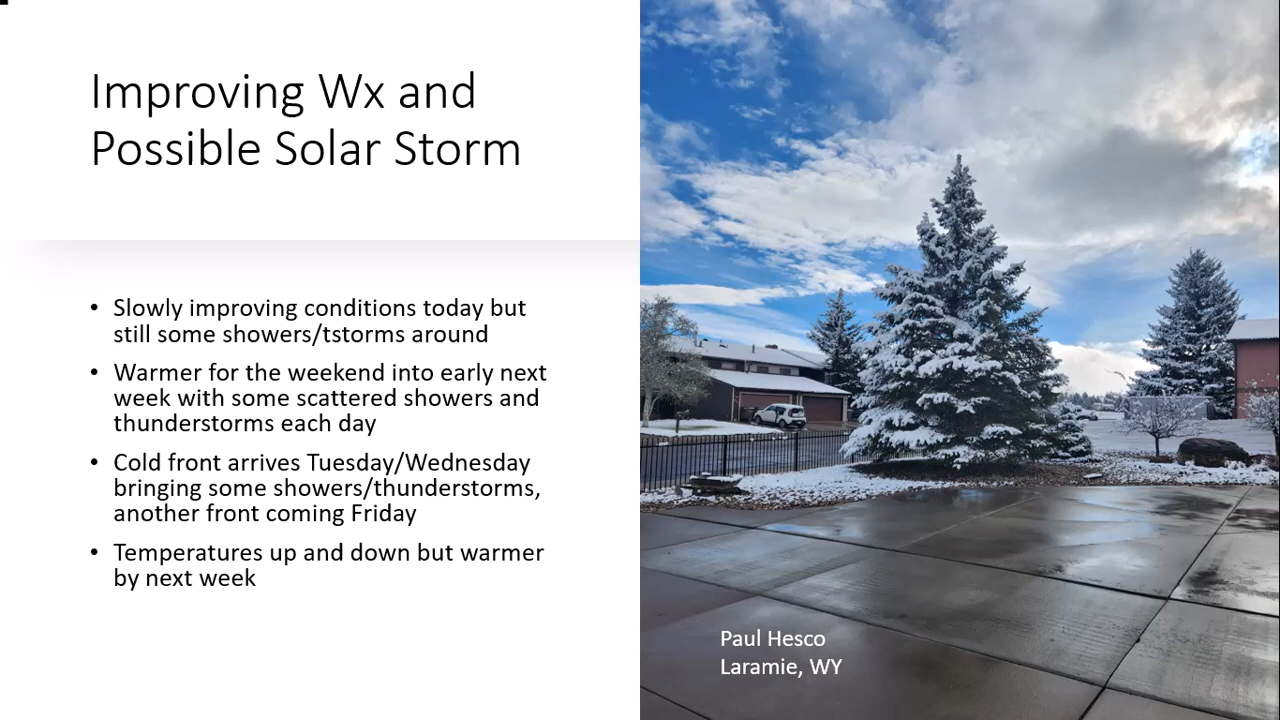 Improving Wx and
Possible Solar Storm
• Slowly improving conditions today but
still some showers/tstorms around
• Warmer for the weekend into early next
week with some scattered showers and
thunderstorms each day
• Cold front arrives Tuesday/Wednesday
bringing some showers/thunderstorms,
another front coming Friday
• Temperatures up and down but warmer
by next week
Paul Hesco
Laramie, WY